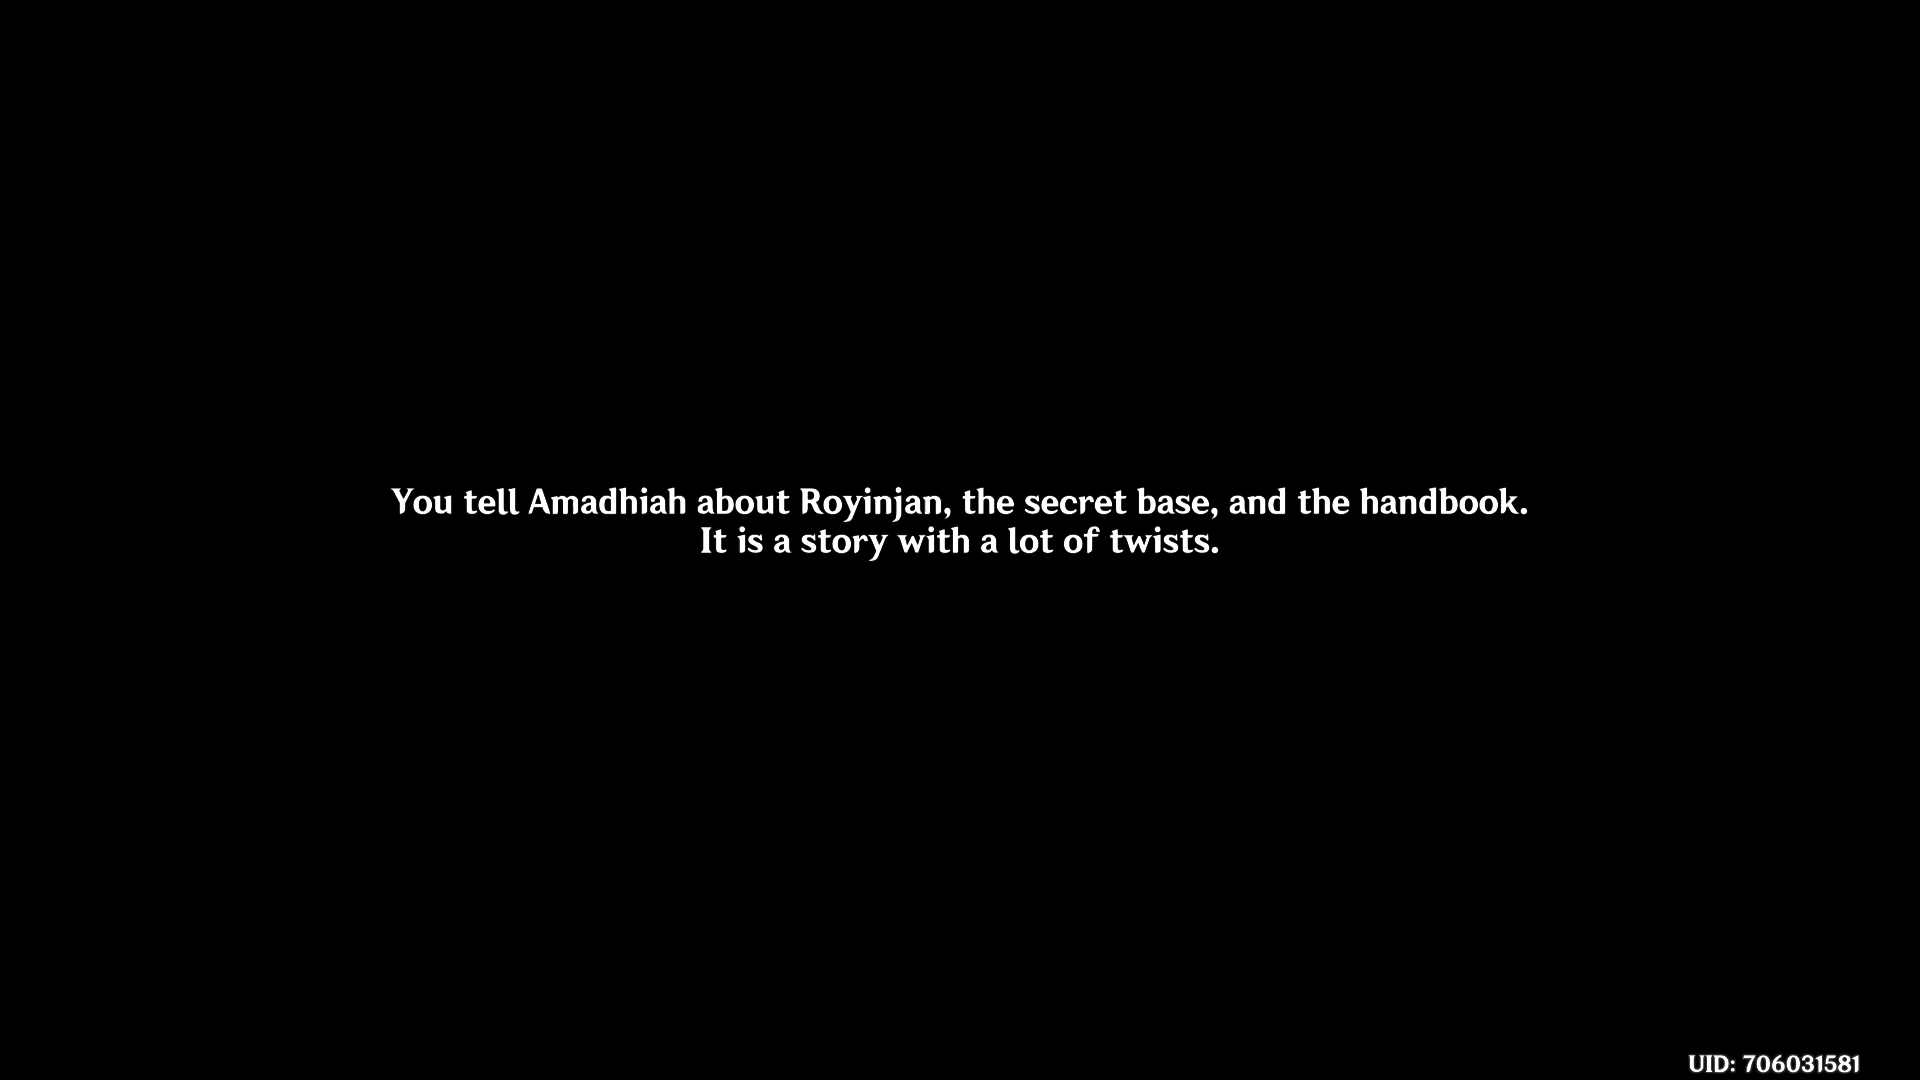 You tell Amadhiah about Royinjan, the secret base, and the handbook.
It is a story with a lot of twists.
UID: 706031581